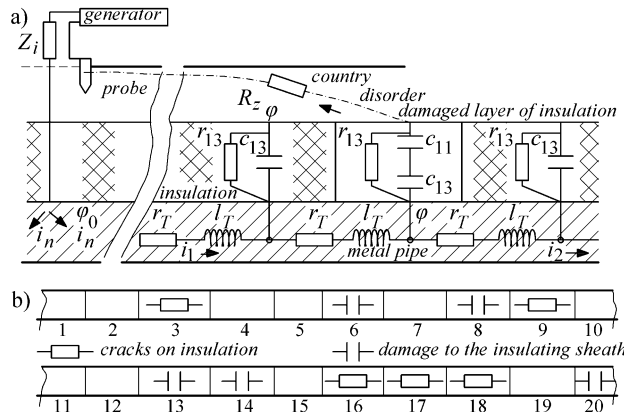 a)
generator
Z_i
probe
country
R_z
disorder
φ
damaged layer of insulation
r_13
c_13
r_13
c_11
c_13
r_13
c_13
insulation
φ_0
i_n
i_n
r_T
l_T
r_T
l_T
φ
r_T
l_T
i_1
metal pipe
i_2
b)
1 2 3 4 5 6 7 8 9 10
cracks on insulation
damage to the insulating sheath
11 12 13 14 15 16 17 18 19 20